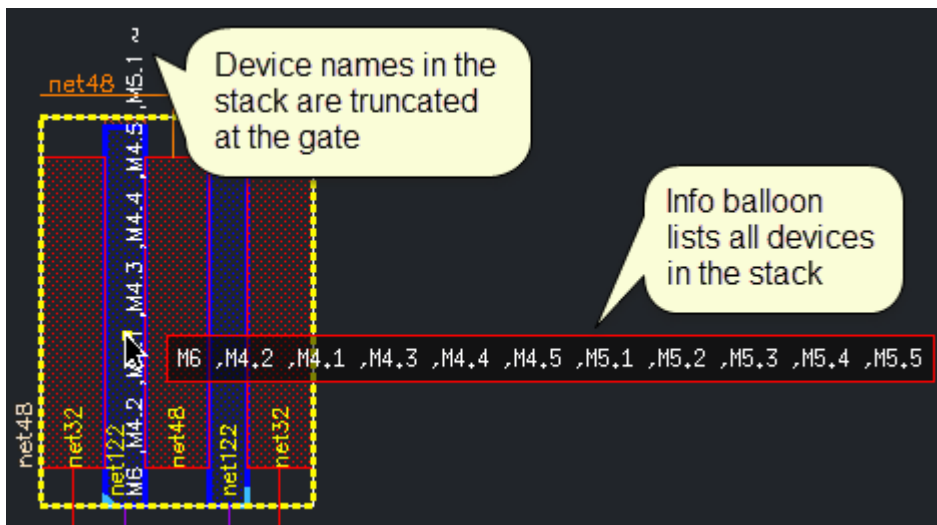 net48
M6 ,M4.2 ,M4.1 ,M4.3 ,M4.4 ,M4.5 ,M5.1 ~
Device names in the
stack are truncated
at the gate
Info balloon
lists all devices
in the stack
M6 ,M4.2 ,M4.1 ,M4.3 ,M4.4 ,M4.5 ,M5.1 ,M5.2 ,M5.3 ,M5.4 ,M5.5
net48
net32
net122
net48
net122
net32